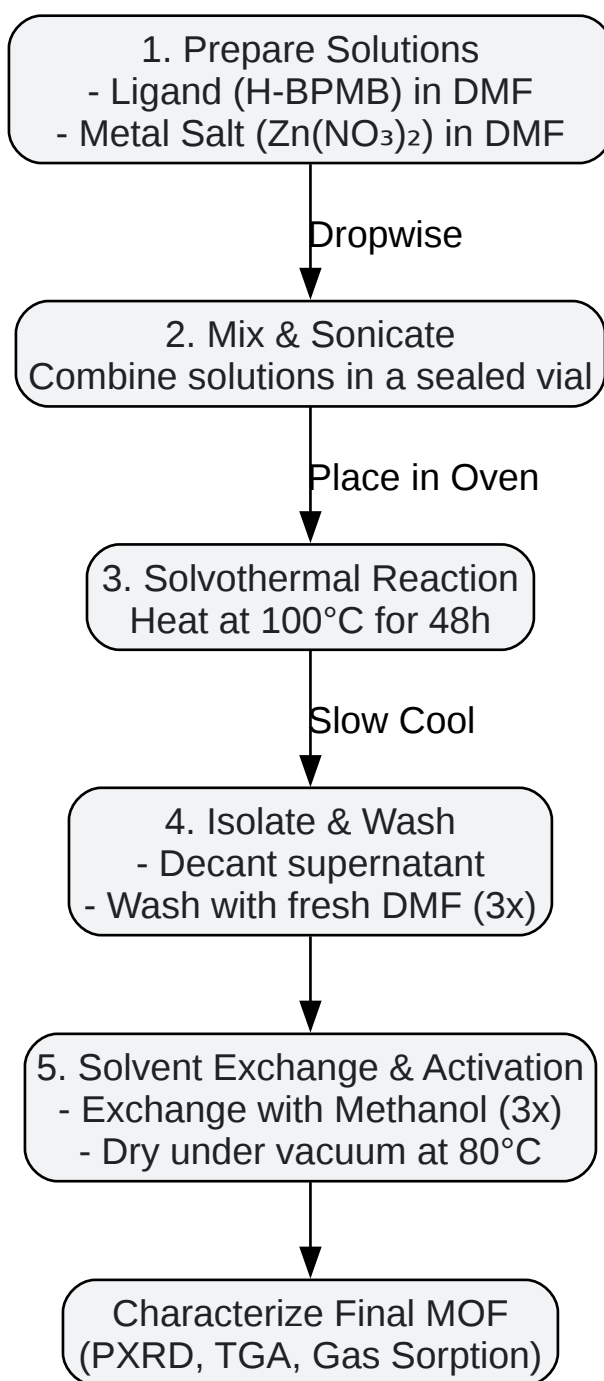 1. Prepare Solutions
- Ligand (H-BPMB) in DMF
- Metal Salt (Zn(NO₃)₂) in DMF
Dropwise
2. Mix & Sonicate
Combine solutions in a sealed vial
Place in Oven
3. Solvothermal Reaction
Heat at 100°C for 48h
Slow Cool
4. Isolate & Wash
- Decant supernatant
- Wash with fresh DMF (3x)
5. Solvent Exchange & Activation
- Exchange with Methanol (3x)
- Dry under vacuum at 80°C
Characterize Final MOF
(PXRD, TGA, Gas Sorption)